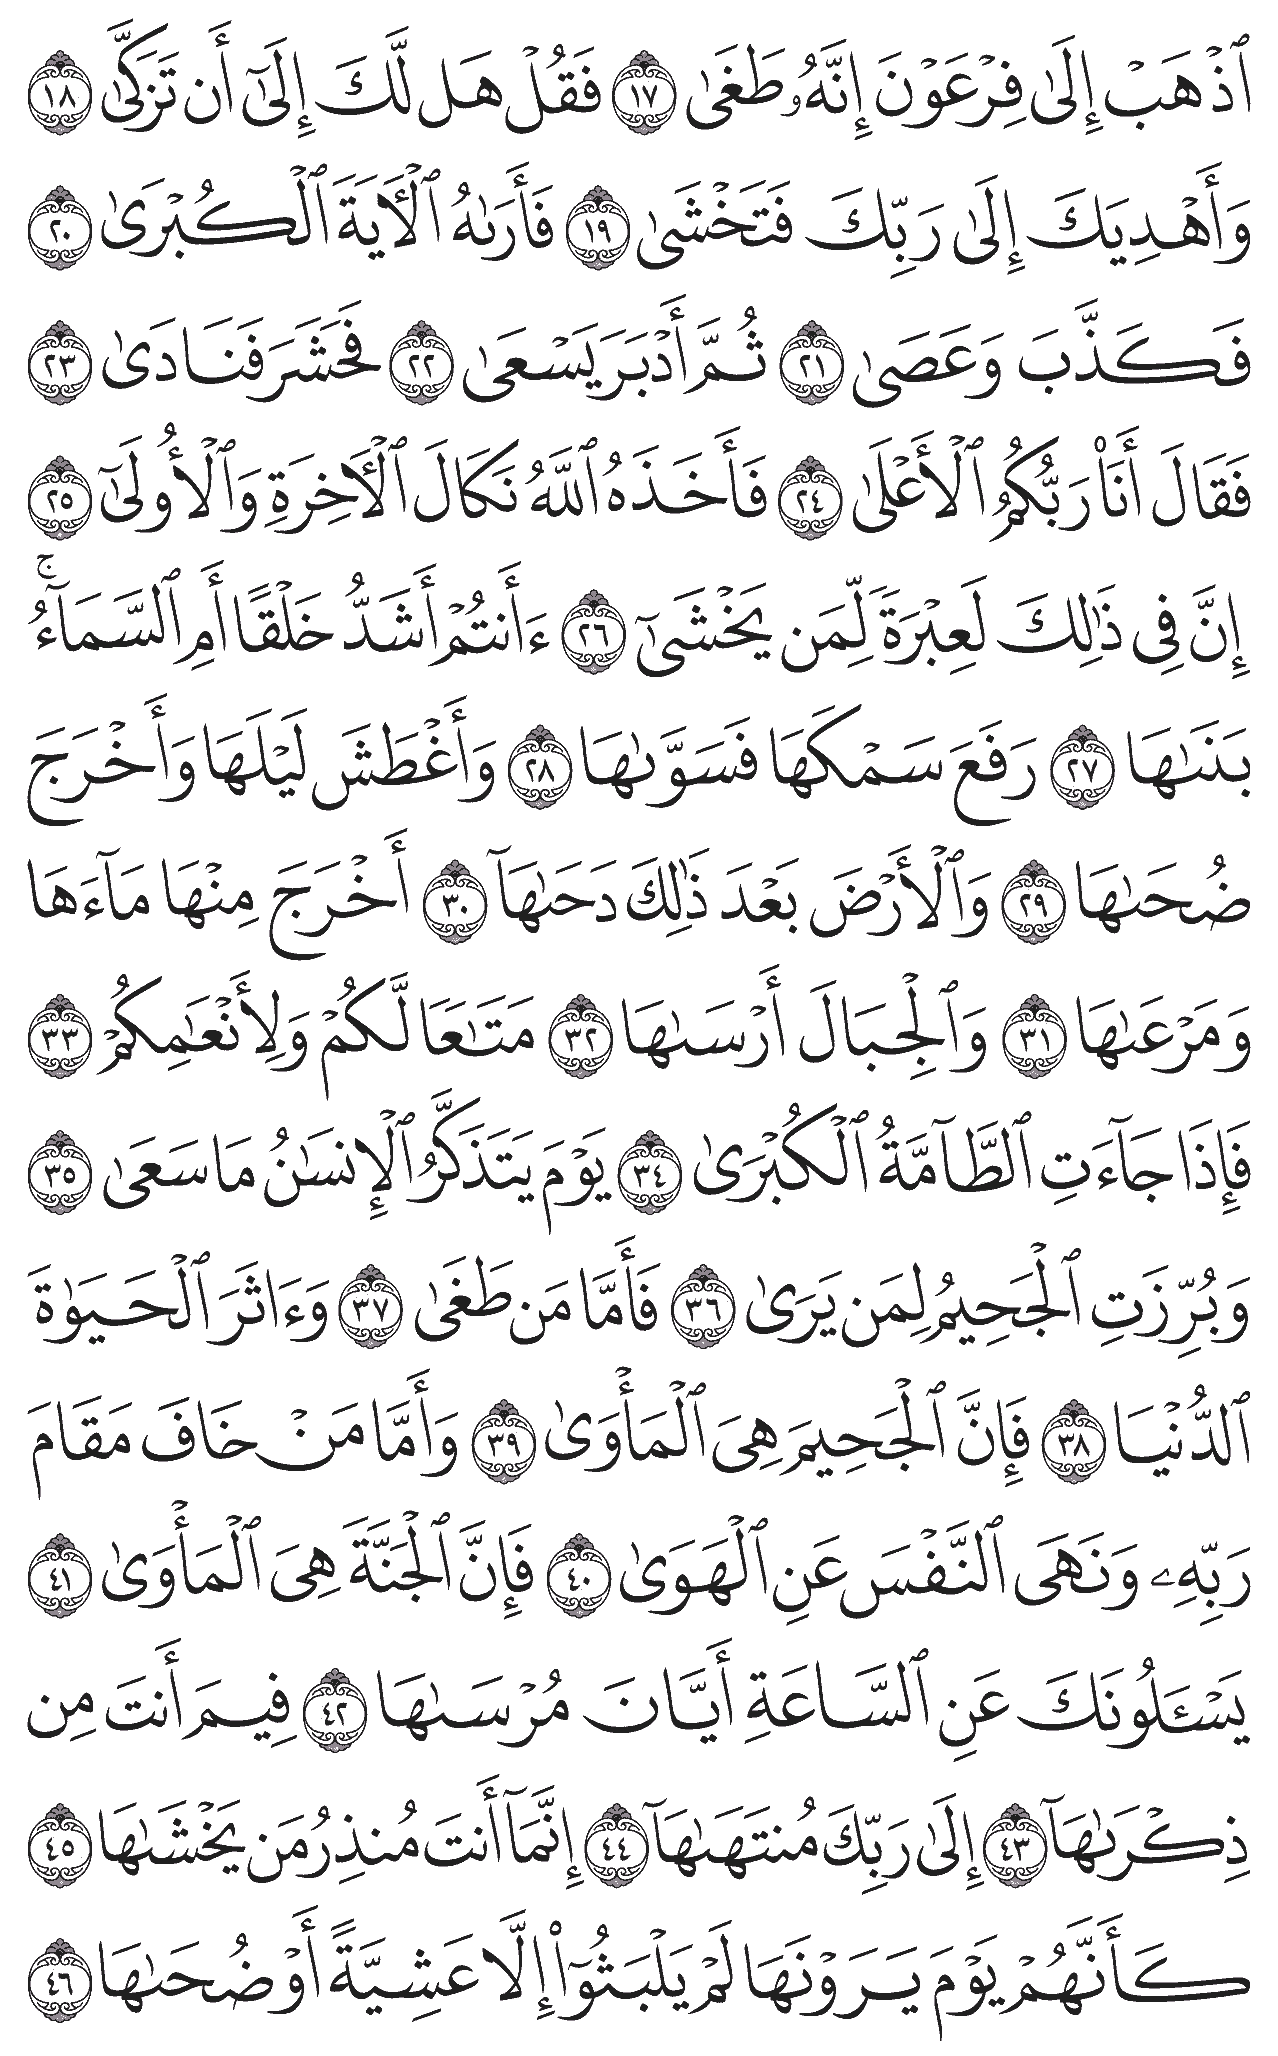 ٱذْهَبْ إِلَىٰ فِرْعَوْنَ إِنَّهُۥ طَغَىٰ ١٧ فَقُلْ هَل لَّكَ إِلَىٰٓ أَن تَزَكَّىٰ ١٨
وَأَهْدِيَكَ إِلَىٰ رَبِّكَ فَتَخْشَىٰ ١٩ فَأَرَىٰهُ ٱلْـَٔايَةَ ٱلْكُبْرَىٰ ٢٠
فَكَذَّبَ وَعَصَىٰ ٢١ ثُمَّ أَدْبَرَ يَسْعَىٰ ٢٢ فَحَشَرَ فَنَادَىٰ ٢٣
فَقَالَ أَنَا۠ رَبُّكُمُ ٱلْأَعْلَىٰ ٢٤ فَأَخَذَهُ ٱللَّهُ نَكَالَ ٱلْـَٔاخِرَةِ وَٱلْأُولَىٰٓ ٢٥
إِنَّ فِى ذَٰلِكَ لَعِبْرَةً لِّمَن يَخْشَىٰٓ ٢٦ ءَأَنتُمْ أَشَدُّ خَلْقًا أَمِ ٱلسَّمَآءُ ۚ
بَنَىٰهَا ٢٧ رَفَعَ سَمْكَهَا فَسَوَّىٰهَا ٢٨ وَأَغْطَشَ لَيْلَهَا وَأَخْرَجَ
ضُحَىٰهَا ٢٩ وَٱلْأَرْضَ بَعْدَ ذَٰلِكَ دَحَىٰهَآ ٣٠ أَخْرَجَ مِنْهَا مَآءَهَا
وَمَرْعَىٰهَا ٣١ وَٱلْجِبَالَ أَرْسَىٰهَا ٣٢ مَتَٰعًا لَّكُمْ وَلِأَنْعَٰمِكُمْ ٣٣
فَإِذَا جَآءَتِ ٱلطَّآمَّةُ ٱلْكُبْرَىٰ ٣٤ يَوْمَ يَتَذَكَّرُ ٱلْإِنسَٰنُ مَا سَعَىٰ ٣٥
وَبُرِّزَتِ ٱلْجَحِيمُ لِمَن يَرَىٰ ٣٦ فَأَمَّا مَن طَغَىٰ ٣٧ وَءَاثَرَ ٱلْحَيَوٰةَ
ٱلدُّنْيَا ٣٨ فَإِنَّ ٱلْجَحِيمَ هِىَ ٱلْمَأْوَىٰ ٣٩ وَأَمَّا مَنْ خَافَ مَقَامَ
رَبِّهِۦ وَنَهَى ٱلنَّفْسَ عَنِ ٱلْهَوَىٰ ٤٠ فَإِنَّ ٱلْجَنَّةَ هِىَ ٱلْمَأْوَىٰ ٤١
يَسْـَٔلُونَكَ عَنِ ٱلسَّاعَةِ أَيَّانَ مُرْسَىٰهَا ٤٢ فِيمَ أَنتَ مِن
ذِكْرَىٰهَآ ٤٣ إِلَىٰ رَبِّكَ مُنتَهَىٰهَآ ٤٤ إِنَّمَآ أَنتَ مُنذِرُ مَن يَخْشَىٰهَا ٤٥
كَأَنَّهُمْ يَوْمَ يَرَوْنَهَا لَمْ يَلْبَثُوٓا۟ إِلَّا عَشِيَّةً أَوْ ضُحَىٰهَا ٤٦